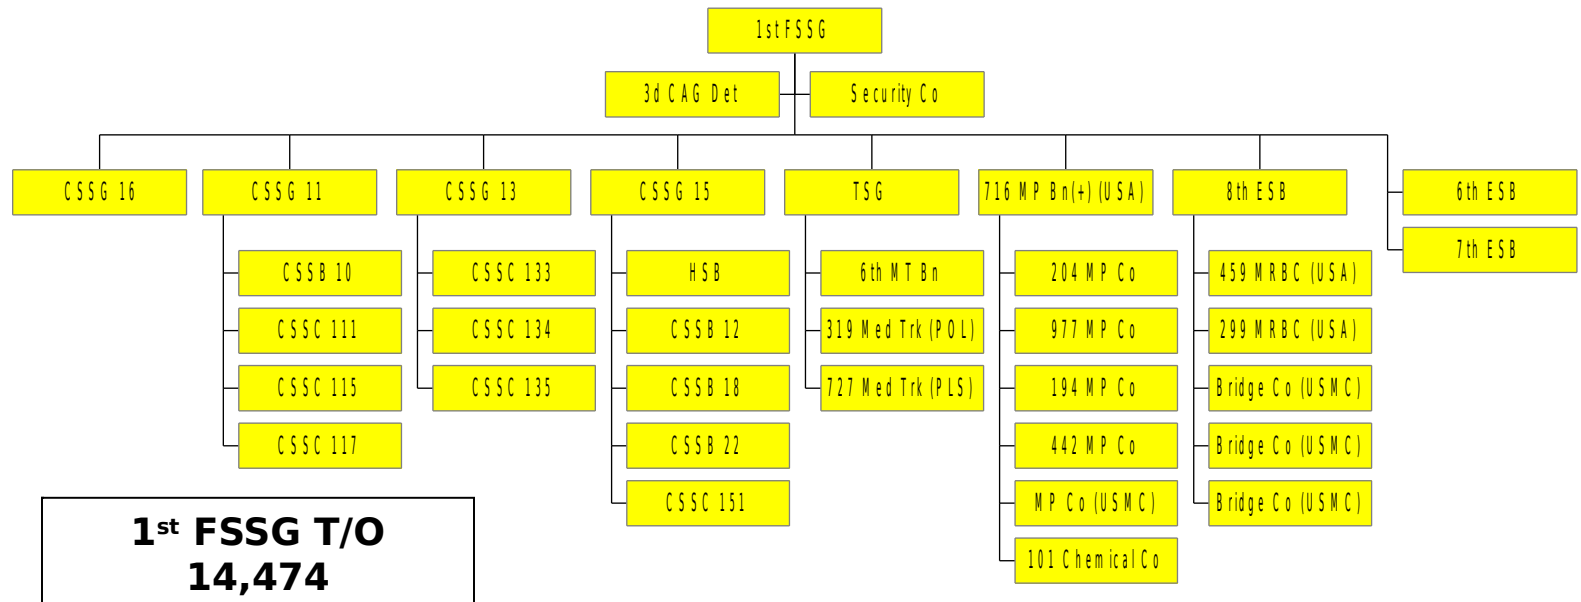 1st FSSG
3d CAG Det
Security Co
CSSG 16
CSSG 11
CSSG 13
CSSG 15
TSG
716 MP Bn(+) (USA)
8th ESB
6th ESB
7th ESB
CSSB 10
CSSC 111
CSSC 115
CSSC 117
CSSC 133
CSSC 134
CSSC 135
HSB
CSSB 12
CSSB 18
CSSB 22
CSSC 151
6th MT Bn
319 Med Trk (POL)
727 Med Trk (PLS)
204 MP Co
977 MP Co
194 MP Co
442 MP Co
MP Co (USMC)
101 Chemical Co
459 MRBC (USA)
299 MRBC (USA)
Bridge Co (USMC)
Bridge Co (USMC)
Bridge Co (USMC)
1st FSSG T/O
14,474